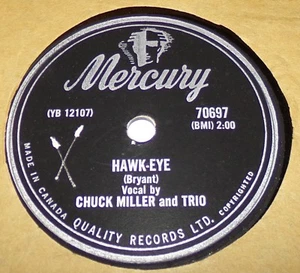 Mercury
(YB 12107)
70697
(BMI) 2:00
HAWK-EYE
(Bryant)
Vocal by
CHUCK MILLER and TRIO
MADE IN CANADA QUALITY RECORDS LTD. COPYRIGHTED